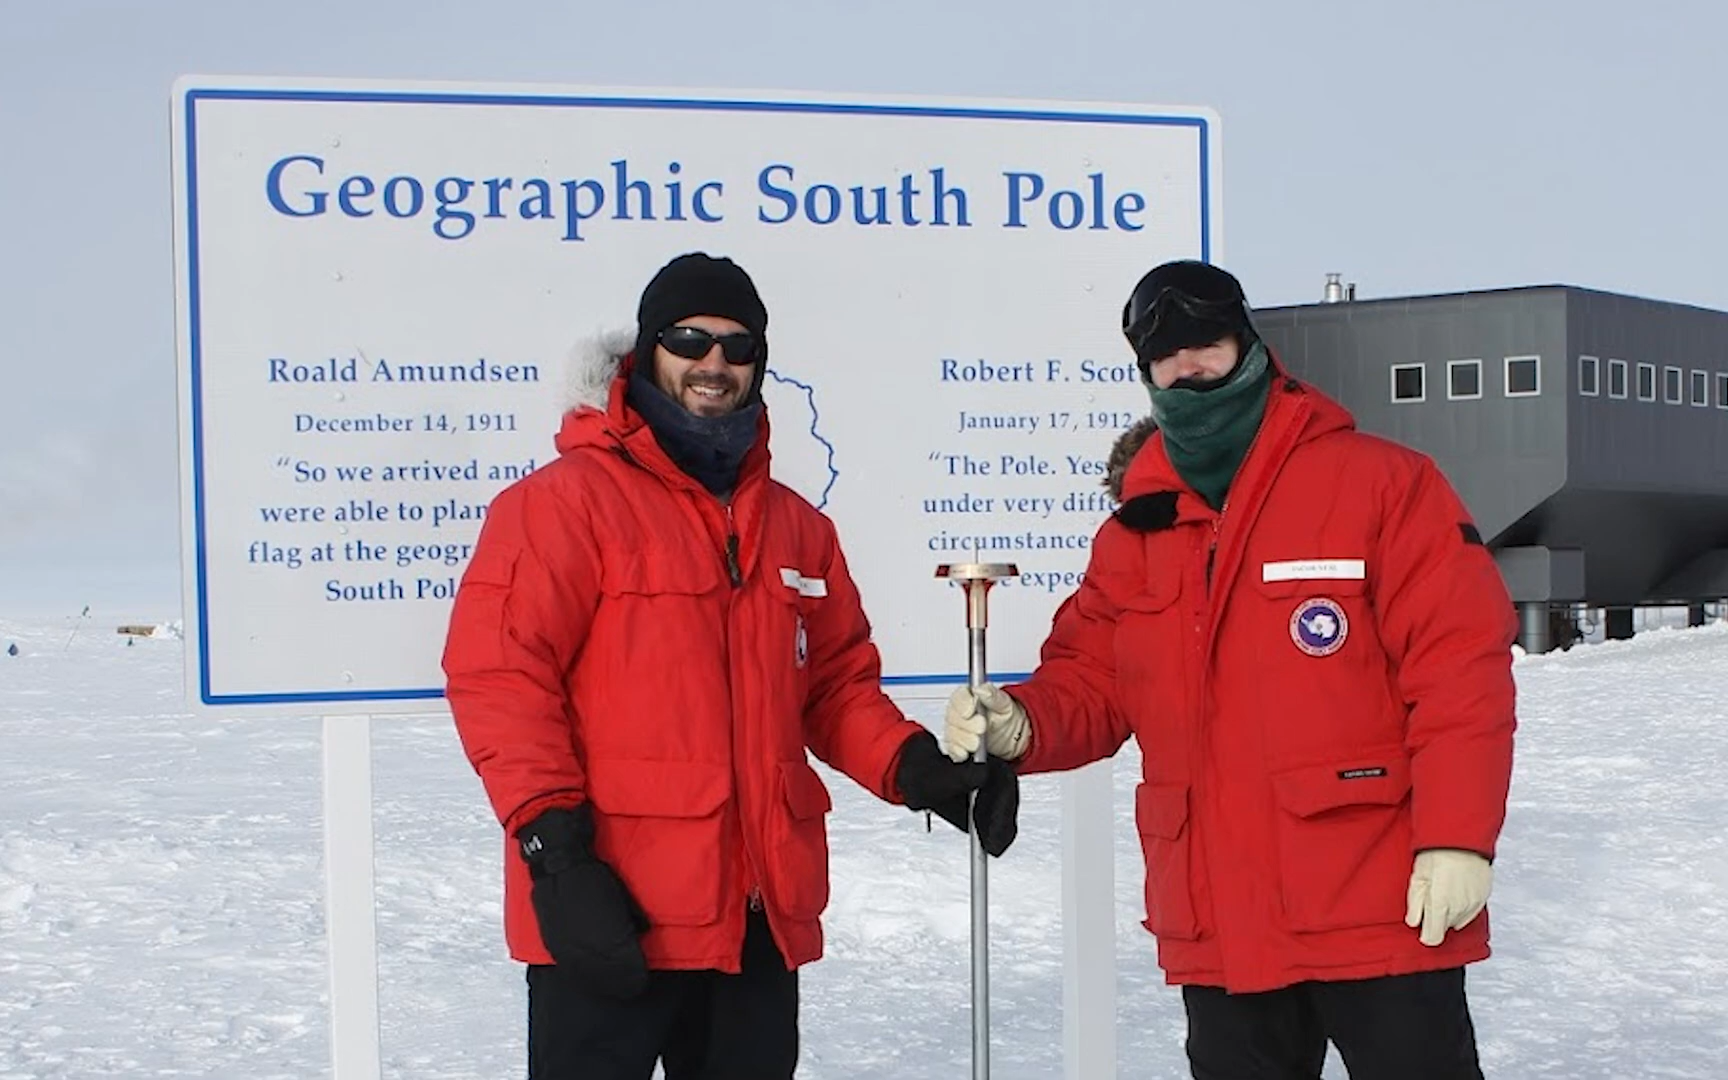 Geographic South Pole
Roald Amundsen
December 14, 1911
“So we arrived and
were able to plan
flag at the geogr
South Pol
Robert F. Scot
January 17, 1912
“The Pole. Yes
under very diffe
circumstances
expec